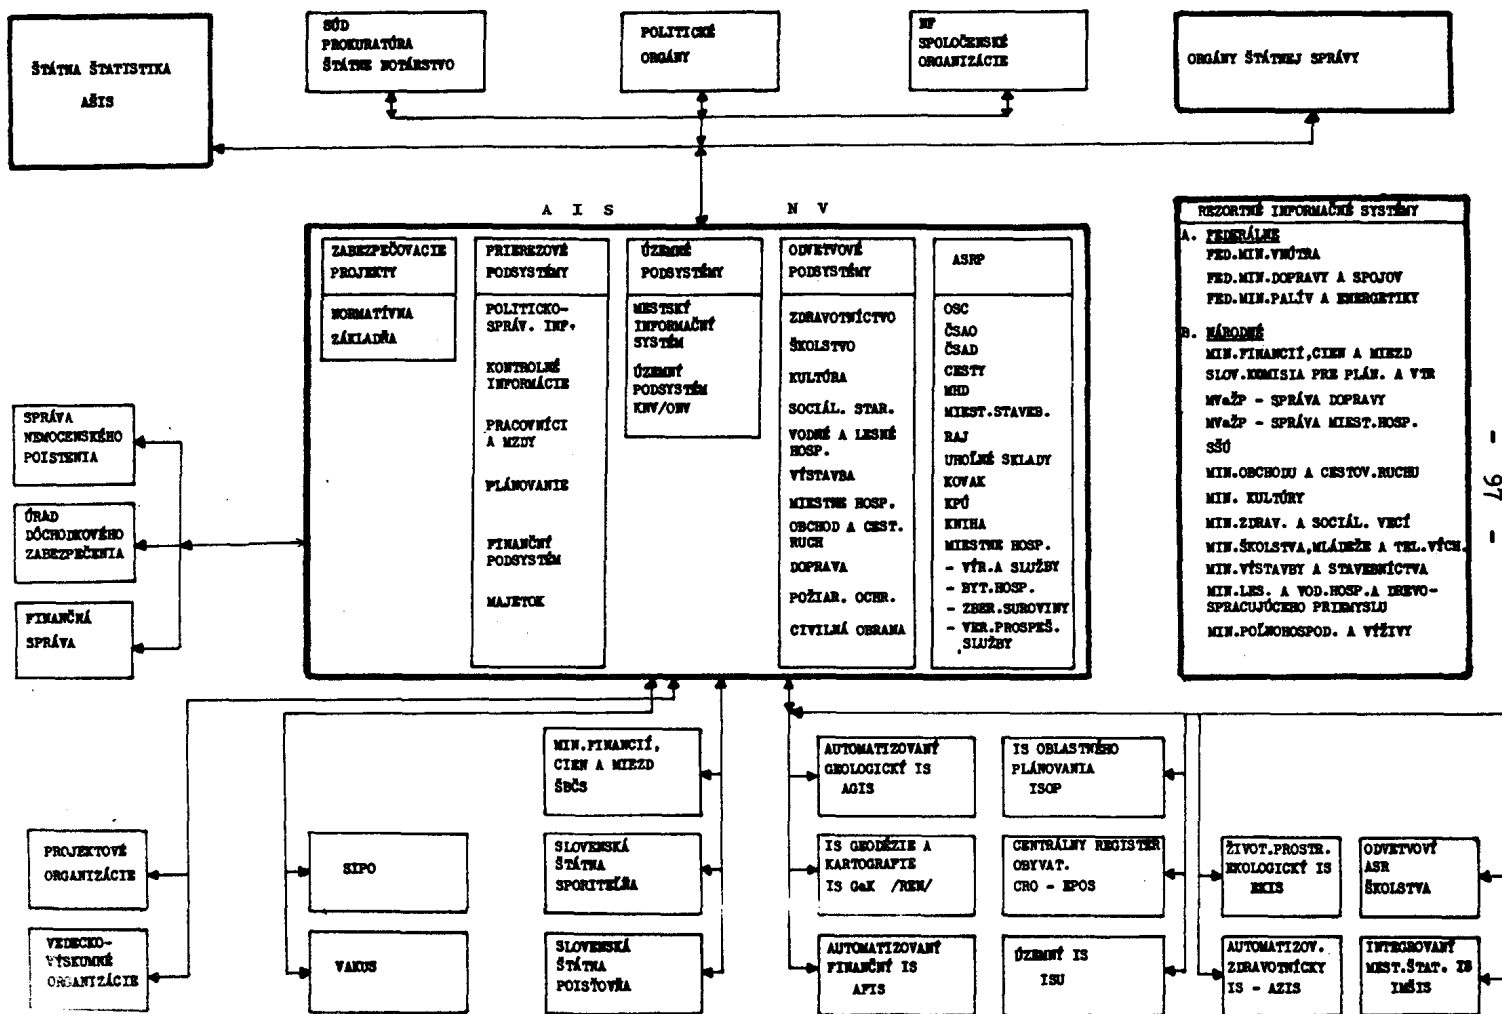 ŠTÁTNA ŠTATISTIKA
AŠIS
SÚD
PROKURATÚRA
ŠTÁTNE NOTÁRSTVO
POLITICKÉ
ORGÁNY
NF
SPOLOČENSKÉ
ORGANIZÁCIE
ORGÁNY ŠTÁTNEJ SPRÁVY
A I S N V
ZABEZPEČOVACIE
PROJEKTY
NORMATÍVNA
ZÁKLADŇA
PRIEREZOVÉ
PODSYSTÉMY
POLITICKO-
SPRÁV. INF.
KONTROLNÉ
INFORMÁCIE
PRACOVNÍCI
A MZDY
PLÁNOVANIE
FINANČNÝ
PODSYSTÉM
MAJETOK
ÚZEMNÉ
PODSYSTÉMY
MESTSKÝ
INFORMAČNÝ
SYSTÉM
ÚZEMNÝ
PODSYSTÉM
KNV/ONV
ODVETVOVÉ
PODSYSTÉMY
ZDRAVOTNÍCTVO
ŠKOLSTVO
KULTÚRA
SOCIÁL. STAR.
VODNÉ A LESNÉ
HOSP.
VÝSTAVBA
MIESTNE HOSP.
OBCHOD A CEST.
RUCH
DOPRAVA
POŽIAR. OCHR.
CIVILNÁ OBRANA
ASRP
OSC
ČSAO
ČSAD
CESTY
MHD
MIEST.STAVEB.
RAJ
UHOĽNÉ SKLADY
KOVAK
KPÚ
KNIHA
MIESTNE HOSP.
- VÝR.A SLUŽBY
- BYT.HOSP.
- ZBER.SUROVINY
- VER.PROSPEŠ.
SLUŽBY
REZORTNÉ INFORMAČNÉ SYSTÉMY
A. FEDERÁLNE
FED.MIN.VNÚTRA
FED.MIN.DOPRAVY A SPOJOV
FED.MIN.PALÍV A ENERGETIKY
B. NÁRODNÉ
MIN.FINANCIÍ,CIEN A MIEZD
SLOV.KOMISIA PRE PLÁN. A VTR
MVaŽP - SPRÁVA DOPRAVY
MVaŽP - SPRÁVA MIEST.HOSP.
SŠÚ
MIN.OBCHODU A CESTOV.RUCHU
MIN. KULTÚRY
MIN.ZDRAV. A SOCIÁL. VECÍ
MIN.ŠKOLSTVA,MLÁDEŽE A TEL.VÝCH.
MIN.VÝSTAVBY A STAVEBNÍCTVA
MIN.LES. A VOD.HOSP.A DREVO-
SPRACUJÚCEHO PRIEMYSLU
MIN.POĽNOHOSPOD. A VÝŽIVY
- 97 -
SPRÁVA
NEMOCENSKÉHO
POISTENIA
ÚRAD
DÔCHODKOVÉHO
ZABEZPEČENIA
FINANČNÁ
SPRÁVA
PROJEKTOVÉ
ORGANIZÁCIE
VEDECKO-
VÝSKUMNÉ
ORGANIZÁCIE
SIPO
VAKUS
MIN.FINANCIÍ,
CIEN A MIEZD
ŠBČS
SLOVENSKÁ
ŠTÁTNA
SPORITEĽŇA
SLOVENSKÁ
ŠTÁTNA
POISŤOVŇA
AUTOMATIZOVANÝ
GEOLOGICKÝ IS
AGIS
IS GEODÉZIE A
KARTOGRAFIE
IS GaK /REN/
AUTOMATIZOVANÝ
FINANČNÝ IS
AFIS
IS OBLASTNÉHO
PLÁNOVANIA
ISOP
CENTRÁLNY REGISTER
OBYVAT.
CRO - EPOS
ÚZEMNÝ IS
ISU
ŽIVOT.PROSTR.
EKOLOGICKÝ IS
EKIS
AUTOMATIZOV.
ZDRAVOTNÍCKY
IS - AZIS
ODVETVOVÝ
ASR
ŠKOLSTVA
INTEGROVANÝ
MEST.ŠTAT. IS
IMŠIS